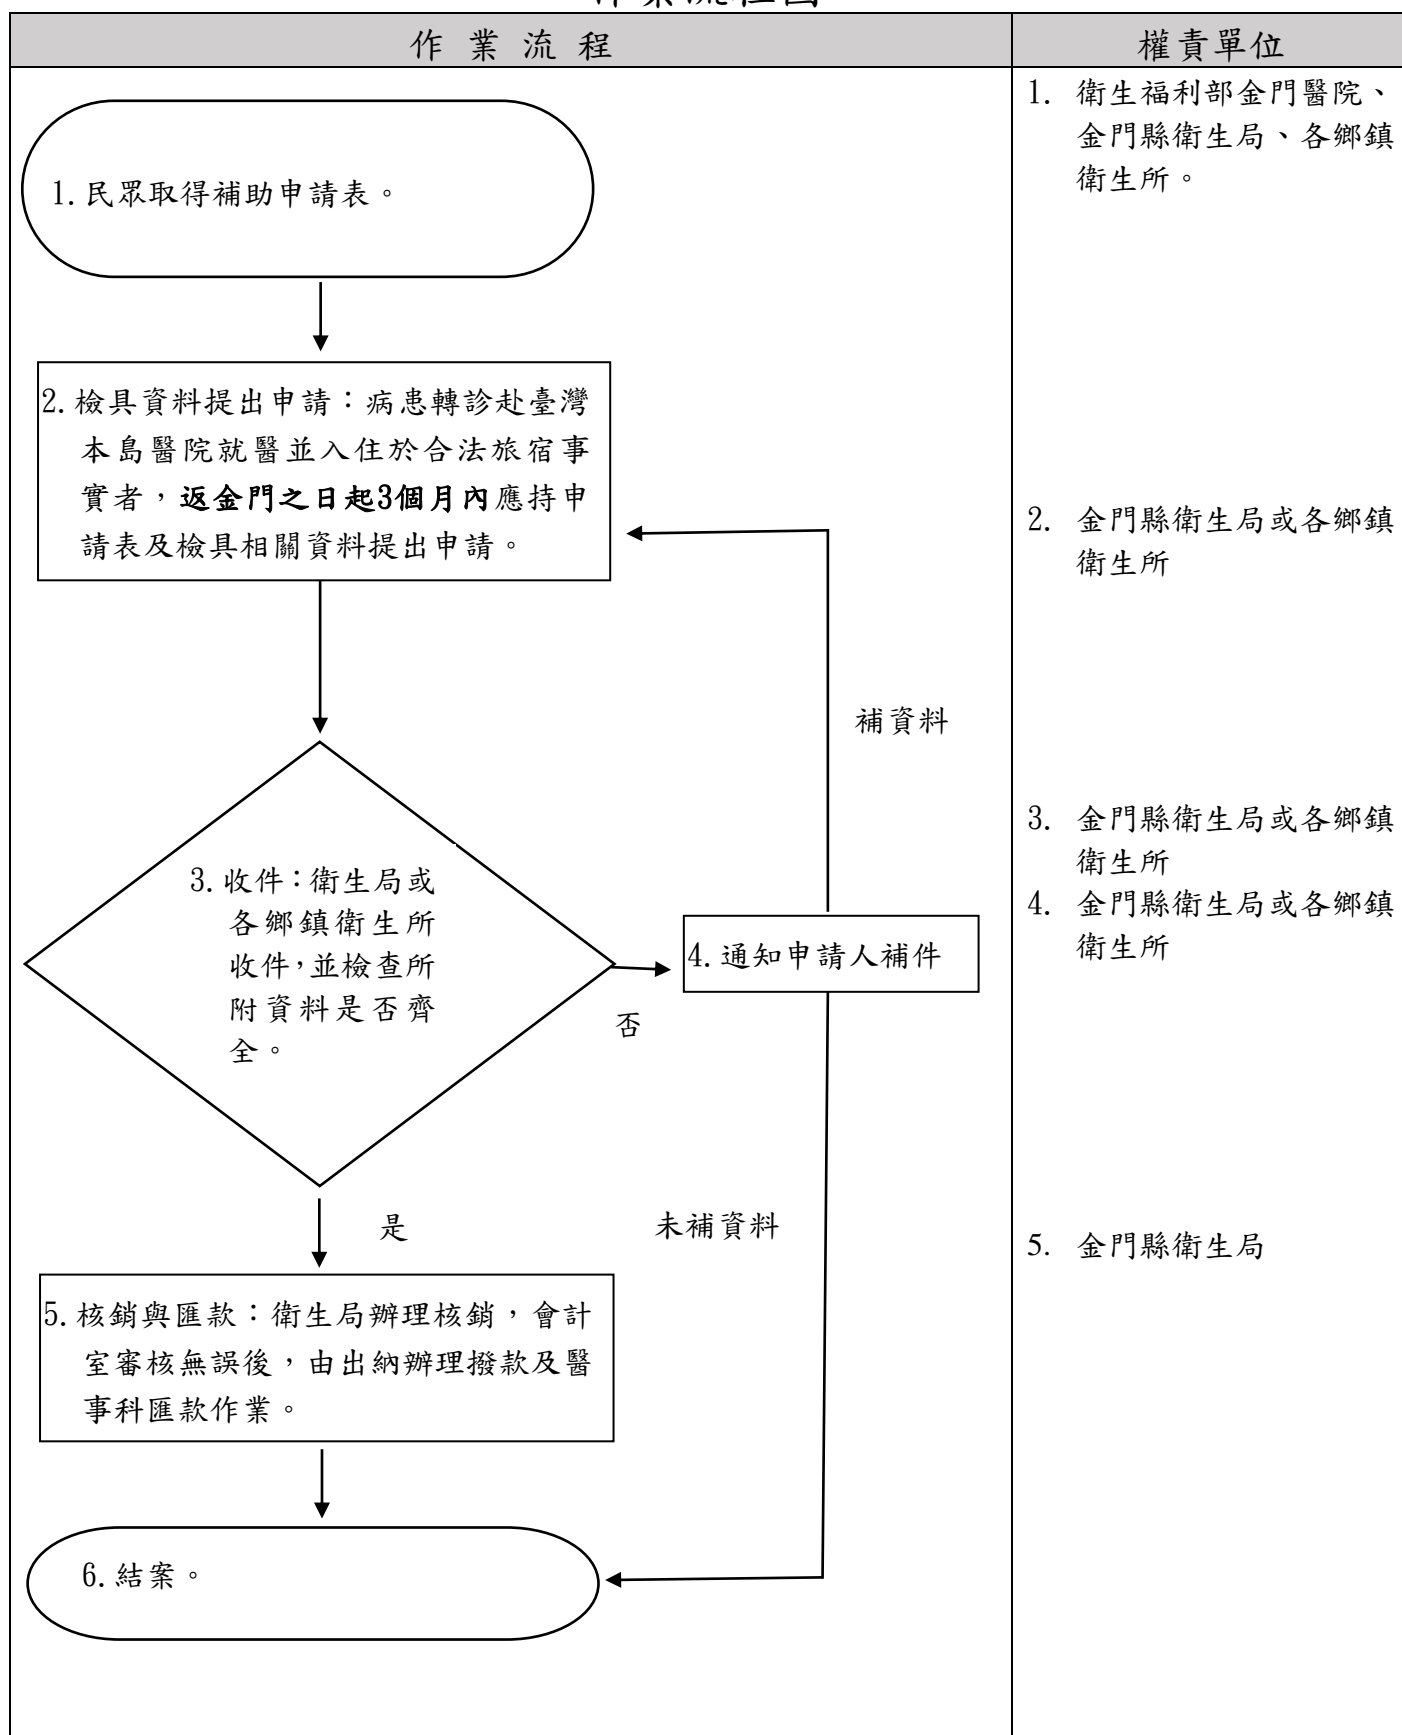 作業流程
權責單位
1.民眾取得補助申請表。
2.檢具資料提出申請：病患轉診赴臺灣
本島醫院就醫並入住於合法旅宿事
實者，返金門之日起3個月內應持申
請表及檢具相關資料提出申請。
補資料
3.收件：衛生局或
各鄉鎮衛生所
收件，並檢查所
附資料是否齊
全。
否
4.通知申請人補件
是
未補資料
5.核銷與匯款：衛生局辦理核銷，會計
室審核無誤後，由出納辦理撥款及醫
事科匯款作業。
6.結案。
1. 衛生福利部金門醫院、
金門縣衛生局、各鄉鎮
衛生所。
2. 金門縣衛生局或各鄉鎮
衛生所
3. 金門縣衛生局或各鄉鎮
衛生所
4. 金門縣衛生局或各鄉鎮
衛生所
5. 金門縣衛生局